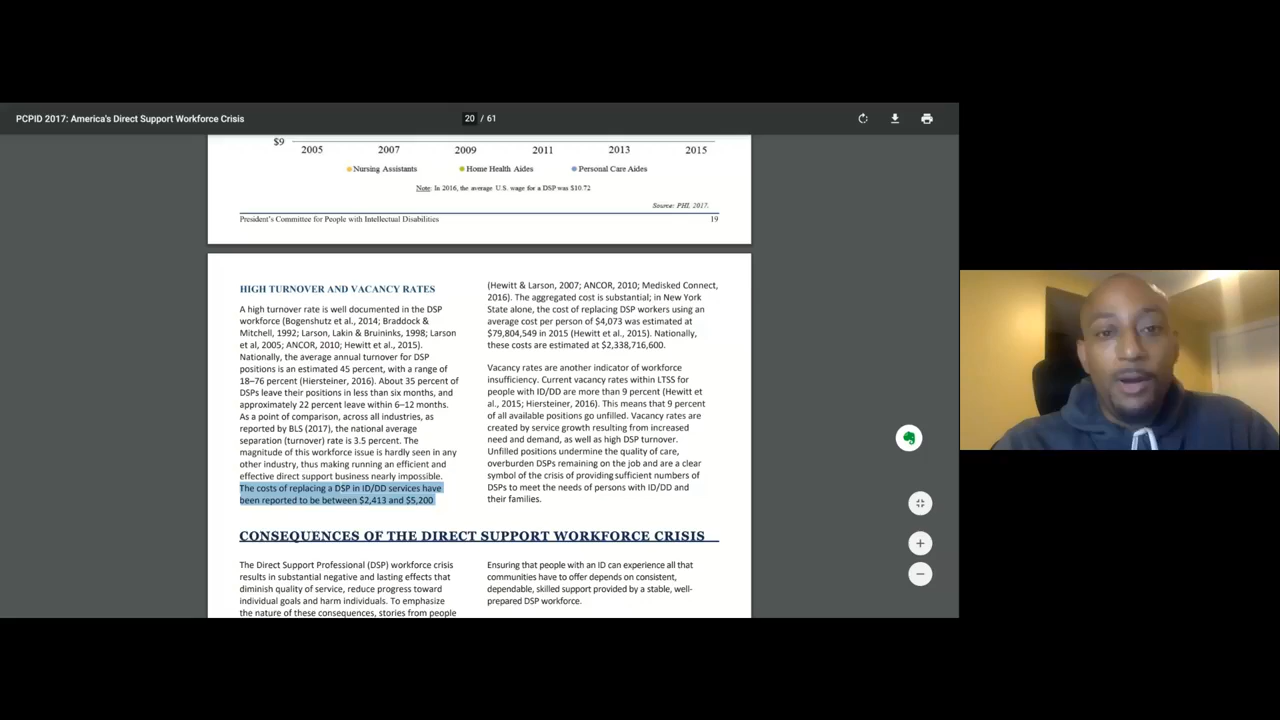 PCPID 2017: America's Direct Support Workforce Crisis
20 / 61
$9
2005 2007 2009 2011 2013 2015
Nursing Assistants Home Health Aides Personal Care Aides
Note: In 2016, the average U.S. wage for a DSP was $10.72
Source: PHI, 2017.
President's Committee for People with Intellectual Disabilities 19
HIGH TURNOVER AND VACANCY RATES
A high turnover rate is well documented in the DSP
workforce (Bogenshutz et al., 2014; Braddock &
Mitchell, 1992; Larson, Lakin & Bruininks, 1998; Larson
et al, 2005; ANCOR, 2010; Hewitt et al., 2015).
Nationally, the average annual turnover for DSP
positions is an estimated 45 percent, with a range of
18–76 percent (Hiersteiner, 2016). About 35 percent of
DSPs leave their positions in less than six months, and
approximately 22 percent leave within 6–12 months.
As a point of comparison, across all industries, as
reported by BLS (2017), the national average
separation (turnover) rate is 3.5 percent. The
magnitude of this workforce issue is hardly seen in any
other industry, thus making running an efficient and
effective direct support business nearly impossible.
The costs of replacing a DSP in ID/DD services have
been reported to be between $2,413 and $5,200
(Hewitt & Larson, 2007; ANCOR, 2010; Medisked Connect,
2016). The aggregated cost is substantial; in New York
State alone, the cost of replacing DSP workers using an
average cost per person of $4,073 was estimated at
$79,804,549 in 2015 (Hewitt et al., 2015). Nationally,
these costs are estimated at $2,338,716,600.
Vacancy rates are another indicator of workforce
insufficiency. Current vacancy rates within LTSS for
people with ID/DD are more than 9 percent (Hewitt et
al., 2015; Hiersteiner, 2016). This means that 9 percent
of all available positions go unfilled. Vacancy rates are
created by service growth resulting from increased
need and demand, as well as high DSP turnover.
Unfilled positions undermine the quality of care,
overburden DSPs remaining on the job and are a clear
symbol of the crisis of providing sufficient numbers of
DSPs to meet the needs of persons with ID/DD and
their families.
CONSEQUENCES OF THE DIRECT SUPPORT WORKFORCE CRISIS
The Direct Support Professional (DSP) workforce crisis
results in substantial negative and lasting effects that
diminish quality of service, reduce progress toward
individual goals and harm individuals. To emphasize
the nature of these consequences, stories from people
Ensuring that people with an ID can experience all that
communities have to offer depends on consistent,
dependable, skilled support provided by a stable, well-
prepared DSP workforce.